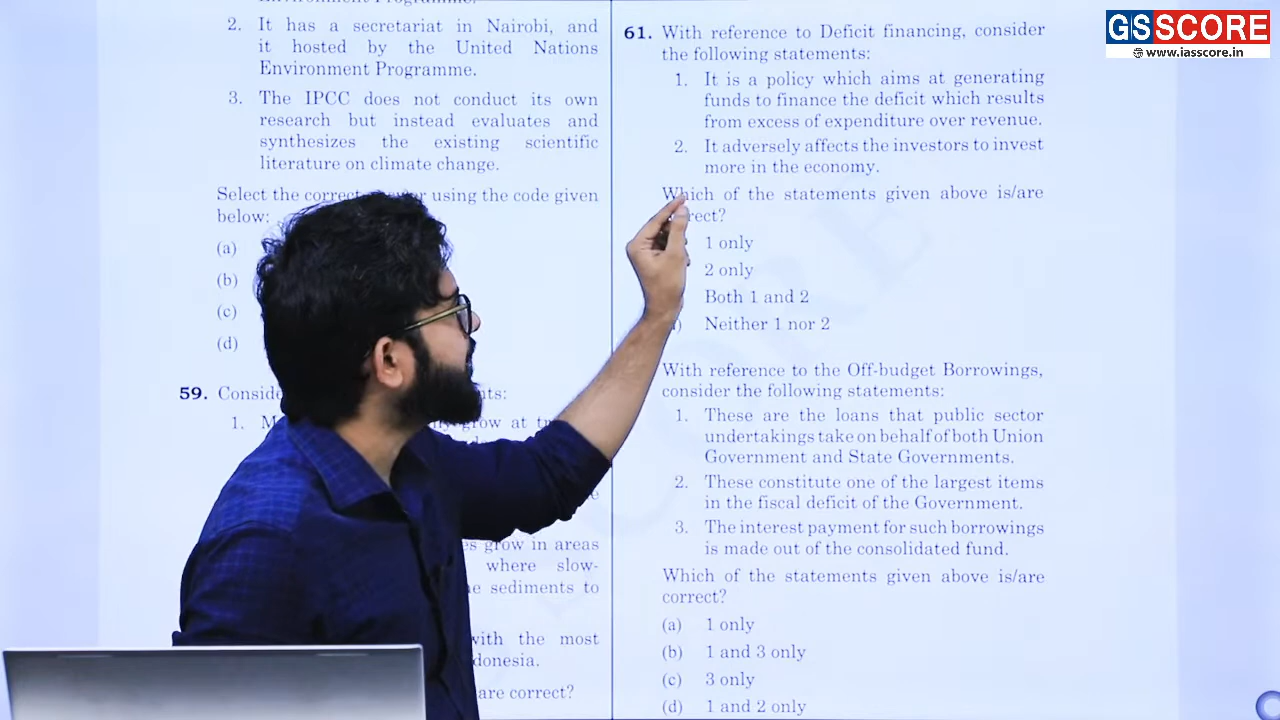 GSSCORE
www.iasscore.in
2. It has a secretariat in Nairobi, and
it hosted by the United Nations
Environment Programme.
3. The IPCC does not conduct its own
research but instead evaluates and
synthesizes the existing scientific
literature on climate change.
Select the correct using the code given
below:
(a)
(b)
(c)
(d)
59.
1.
grow in areas
where slow-
sediments to
with the most
are correct?
61. With reference to Deficit financing, consider
the following statements:
1. It is a policy which aims at generating
funds to finance the deficit which results
from excess of expenditure over revenue.
2. It adversely affects the investors to invest
more in the economy.
Which of the statements given above is/are
1 only
2 only
Both 1 and 2
Neither 1 nor 2
With reference to the Off-budget Borrowings,
consider the following statements:
1. These are the loans that public sector
undertakings take on behalf of both Union
Government and State Governments.
2. These constitute one of the largest items
in the fiscal deficit of the Government.
3. The interest payment for such borrowings
is made out of the consolidated fund.
Which of the statements given above is/are
correct?
(a) 1 only
(b) 1 and 3 only
(c) 3 only
(d) 1 and 2 only